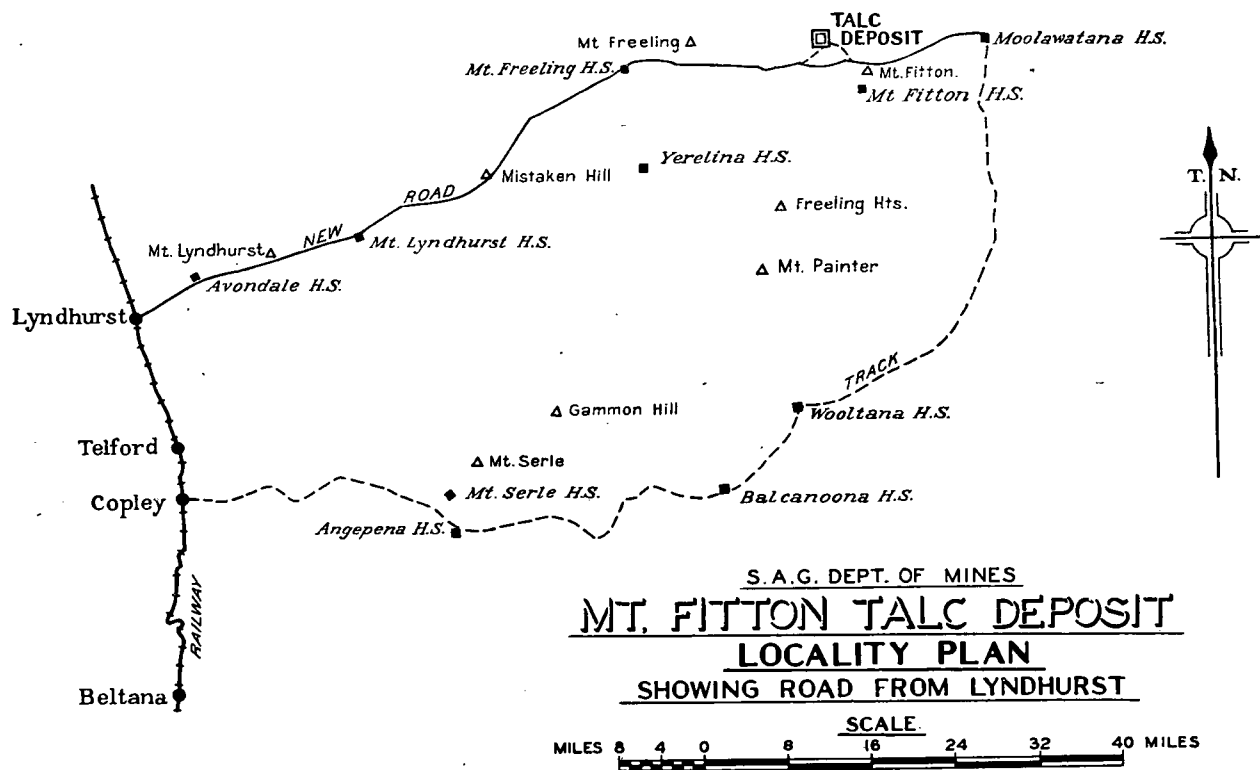 TALC
DEPOSIT
Mt Freeling
Moolawatana H.S.
Mt. Freeling H.S.
Mt. Fitton.
Mt Fitton H.S.
Yerelina H.S.
Mistaken Hill
T. N.
NEW ROAD
Freeling Hts.
Mt. Lyndhurst
Mt. Lyndhurst H.S.
Mt. Painter
Avondale H.S.
Lyndhurst
TRACK
Gammon Hill
Wooltana H.S.
Telford
Mt. Serle
Copley
Mt. Serle H.S.
Balcanoona H.S.
Angepena H.S.
RAILWAY
Beltana
S.A.G. DEPT. OF MINES
MT. FITTON TALC DEPOSIT
LOCALITY PLAN
SHOWING ROAD FROM LYNDHURST
SCALE
MILES 8 4 0 8 16 24 32 40 MILES